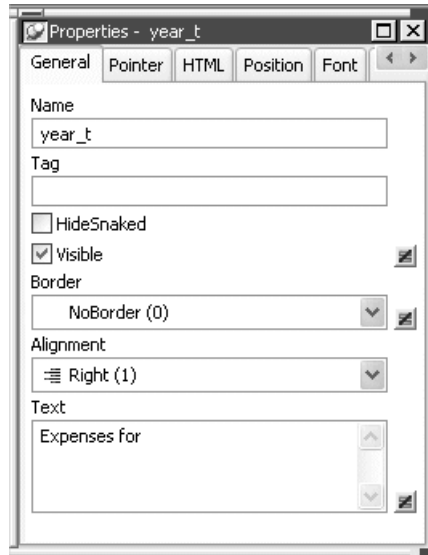 Properties - year_t
General Pointer HTML Position Font
Name
year_t
Tag
HideSnaked
Visible
Border
NoBorder (0)
Alignment
Right (1)
Text
Expenses for